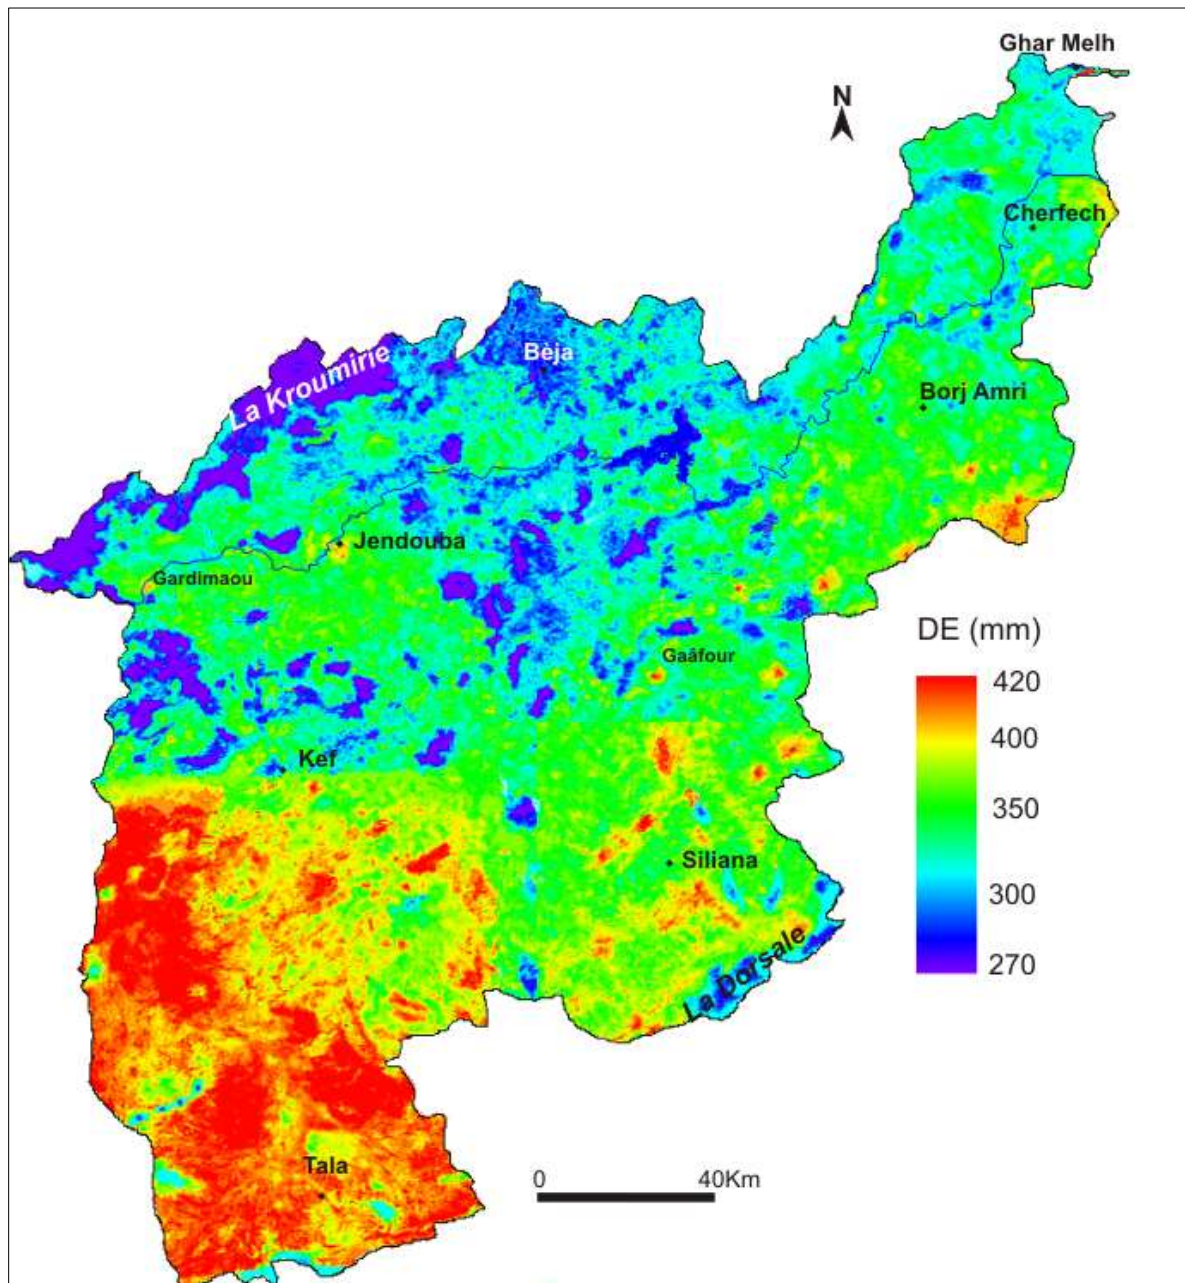 Ghar Melh
N
Cherfech
Bèja
La Kroumirie
Borj Amri
Jendouba
Gardimaou
DE (mm)
Gaâfour
420
400
Kef
350
Siliana
300
La Dorsale
270
Tala
0 40Km